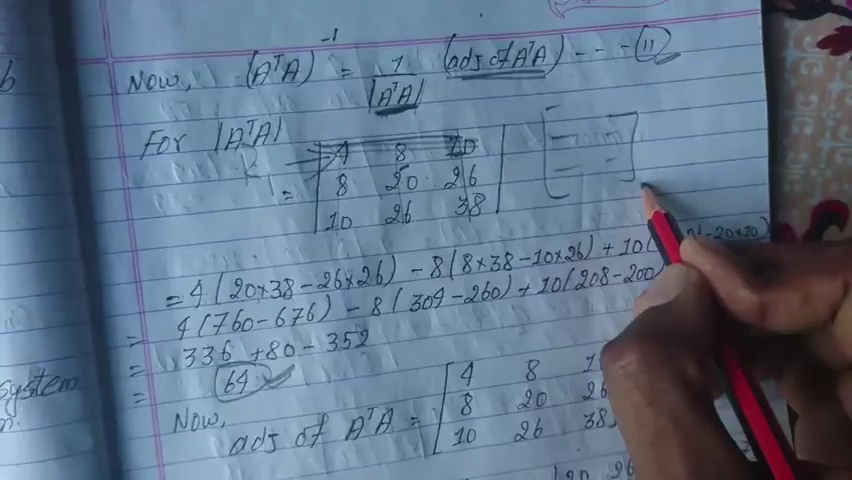 b
Now, (AᵀA)⁻¹ = 1/|AᵀA| (adj of AᵀA) - - - (11)
For |AᵀA|
R₁ 4 8 10
= 8 20 26
10 26 38
= 4(20×38-26×26) - 8(8×38-10×26) + 10( -20×10)
= 4(760-676) - 8(304-260) + 10(208-200)
= 336 + 80 - 352
= 64
system
Now,
adj of AᵀA = 4 8
8 20 26
10 26 38
20 26